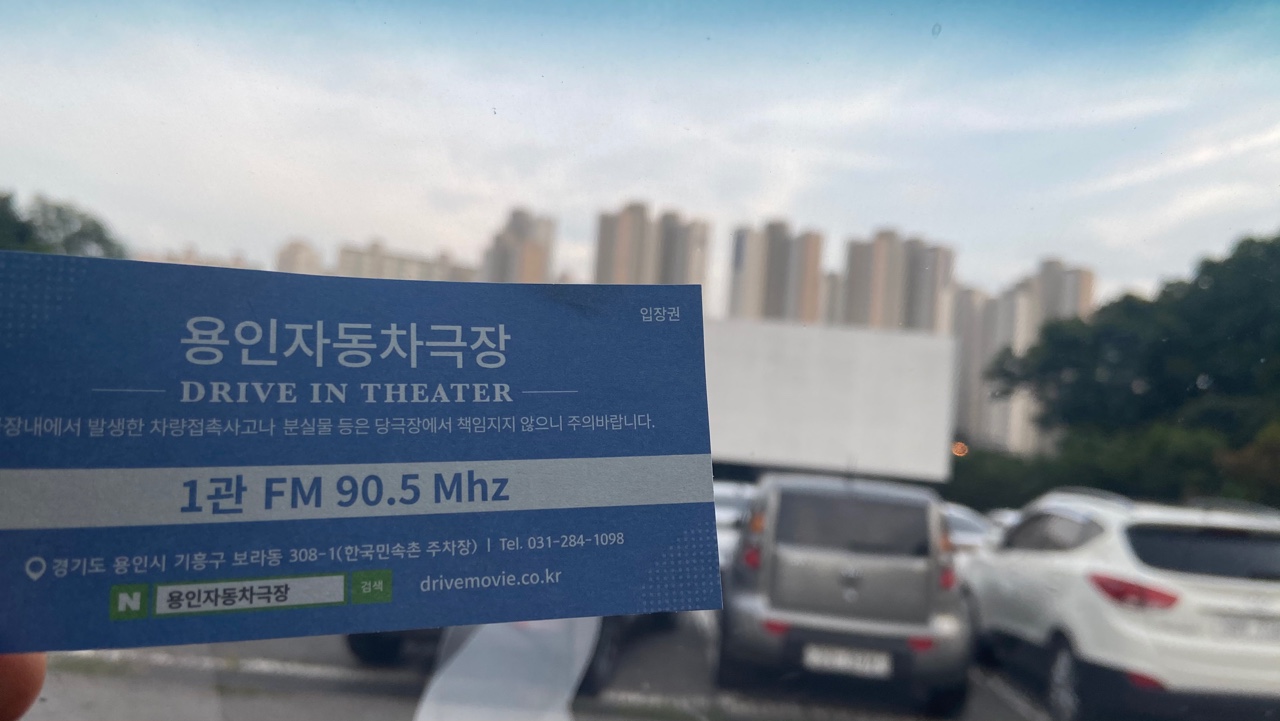 입장권
용인자동차극장
DRIVE IN THEATER
장내에서 발생한 차량접촉사고나 분실물 등은 당극장에서 책임지지 않으니 주의바랍니다.
1관 FM 90.5 Mhz
경기도 용인시 기흥구 보라동 308-1(한국민속촌 주차장) | Tel. 031-284-1098
N 용인자동차극장 검색 drivemovie.co.kr